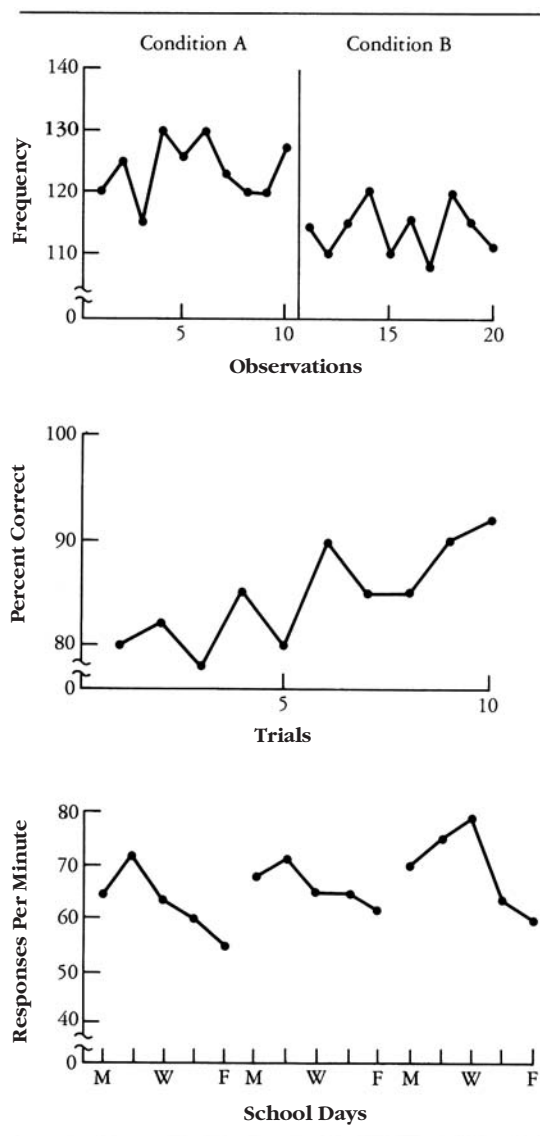 Condition A Condition B
140
130
120
110
0
Frequency
5 10 15 20
Observations
100
90
80
0
Percent Correct
5 10
Trials
80
70
60
50
40
0
Responses Per Minute
M W F M W F M W F
School Days